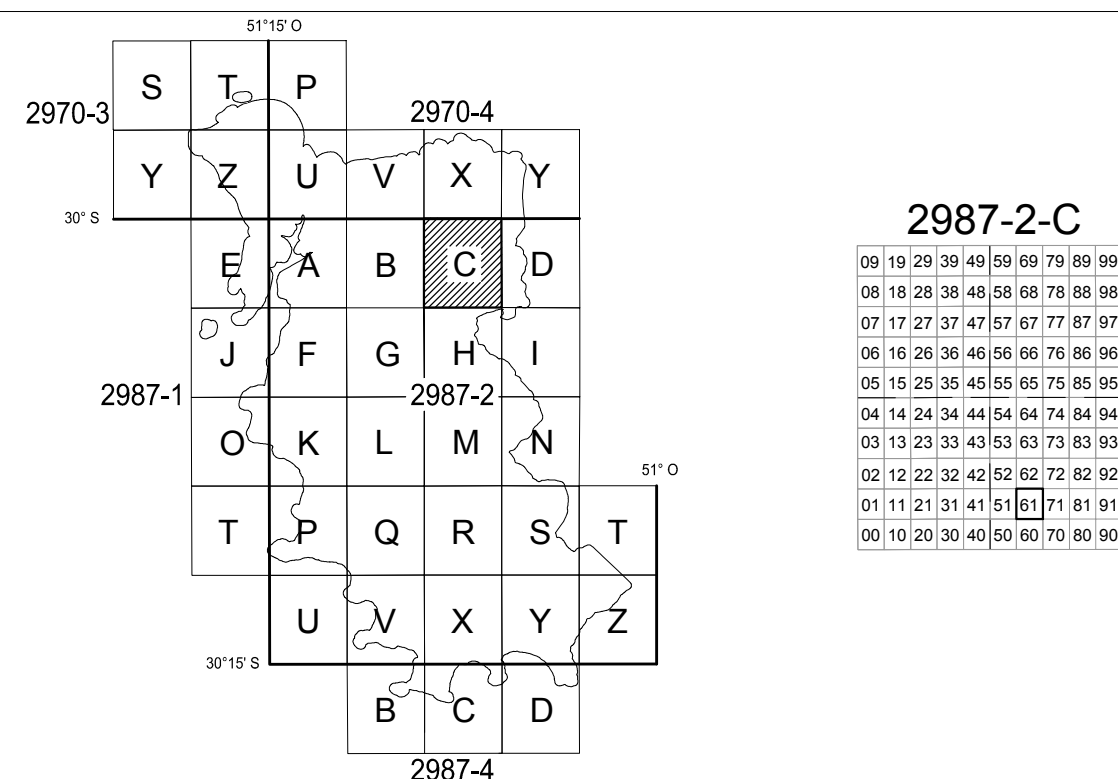 51°15' O
S T P
2970-3 2970-4
Y Z U V X Y
30° S
E A B C D
J F G H I
2987-1 2987-2
O K L M N
51° O
T P Q R S T
U V X Y Z
30°15' S
B C D
2987-4
2987-2-C
09 19 29 39 49 59 69 79 89 99
08 18 28 38 48 58 68 78 88 98
07 17 27 37 47 57 67 77 87 97
06 16 26 36 46 56 66 76 86 96
05 15 25 35 45 55 65 75 85 95
04 14 24 34 44 54 64 74 84 94
03 13 23 33 43 53 63 73 83 93
02 12 22 32 42 52 62 72 82 92
01 11 21 31 41 51 61 71 81 91
00 10 20 30 40 50 60 70 80 90